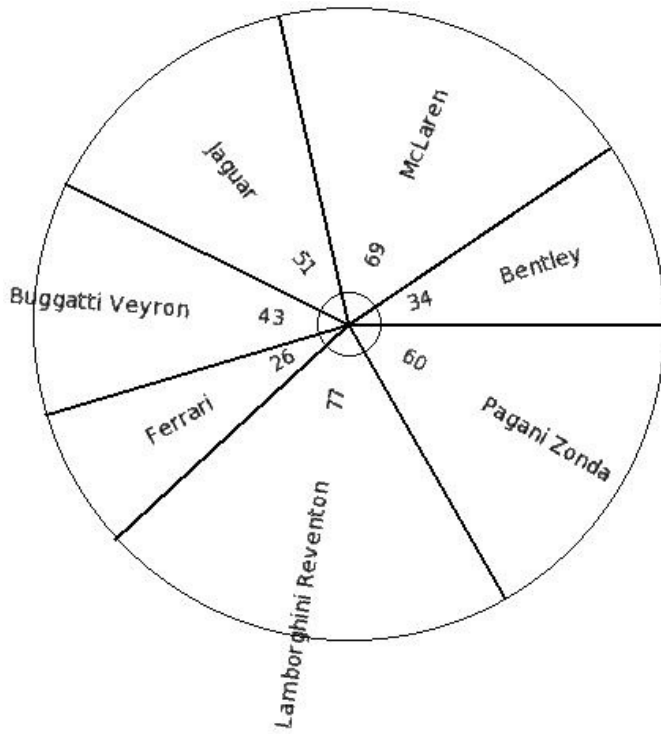 McLaren
69
Jaguar
51
Bentley
34
Buggatti Veyron
43
Ferrari
26
60
Pagani Zonda
77
Lamborghini Reventon